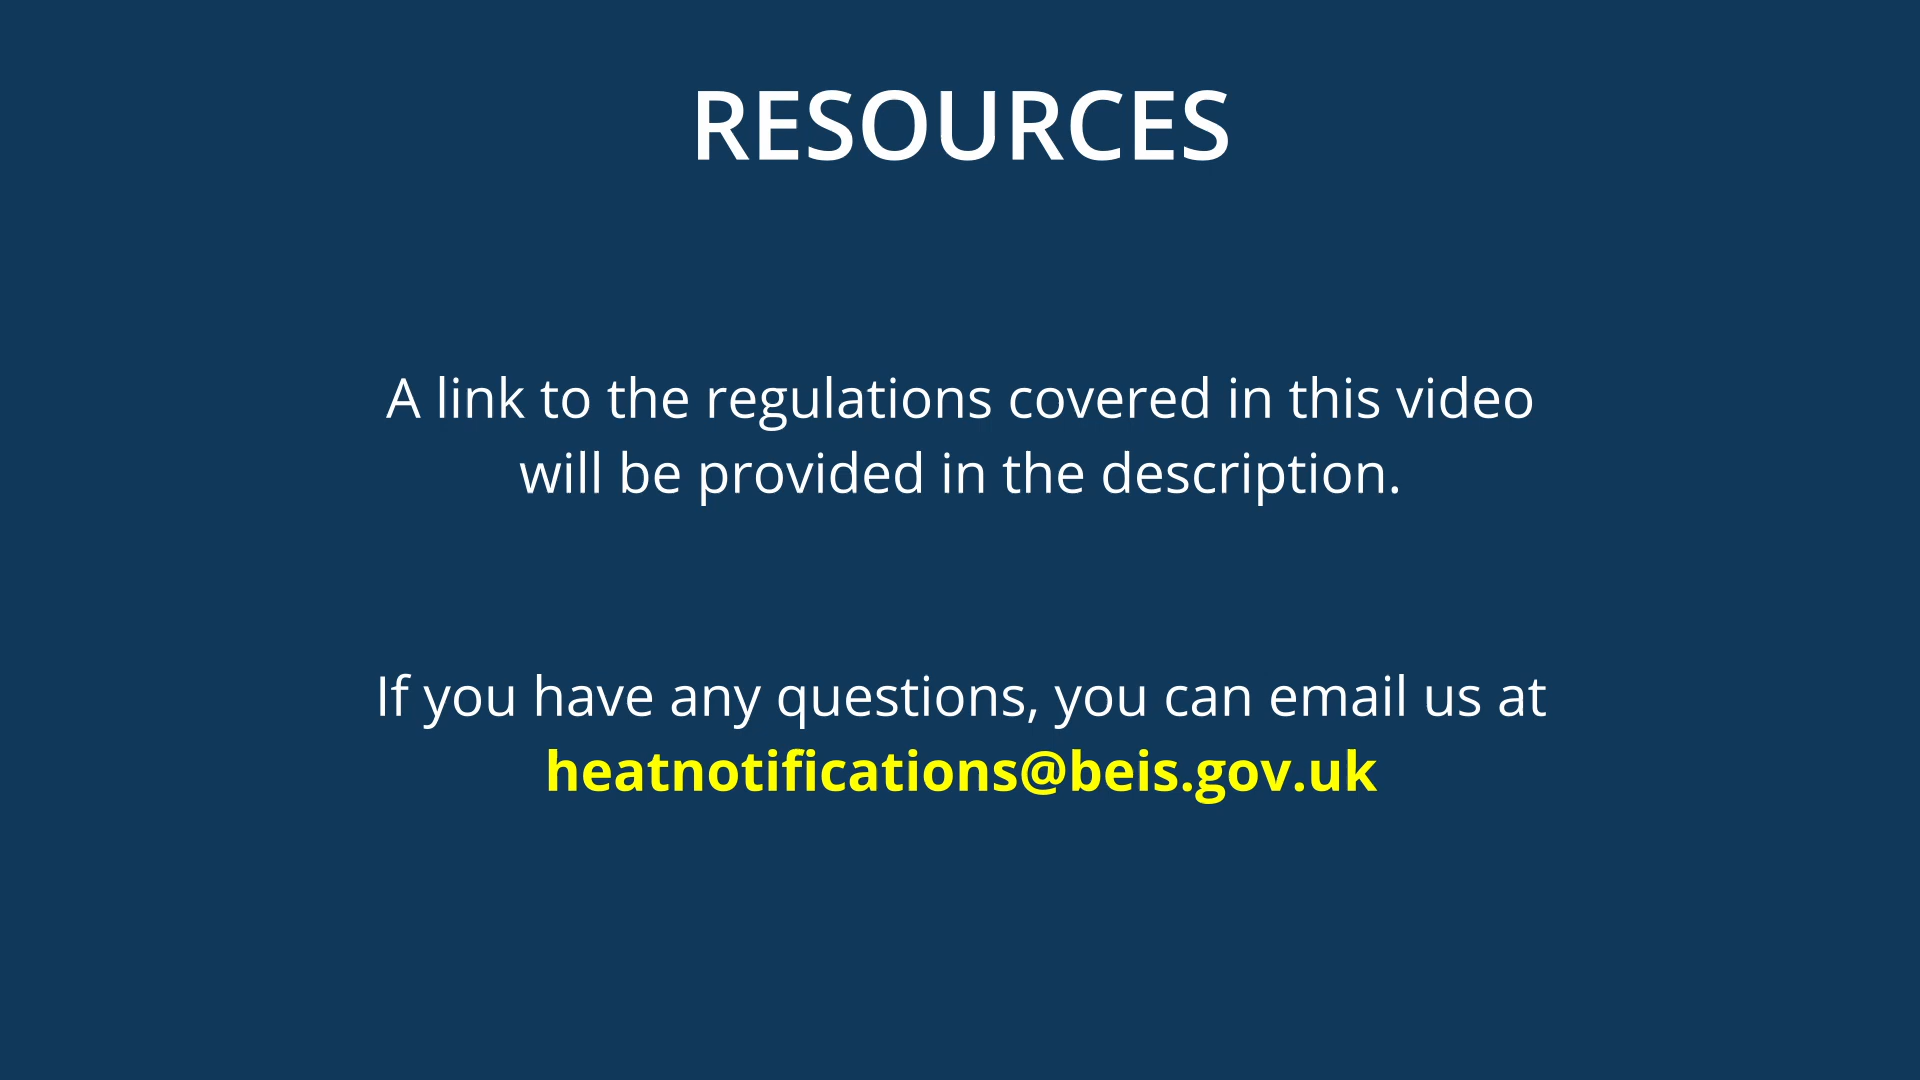 RESOURCES
A link to the regulations covered in this video
will be provided in the description.
If you have any questions, you can email us at
heatnotifications@beis.gov.uk